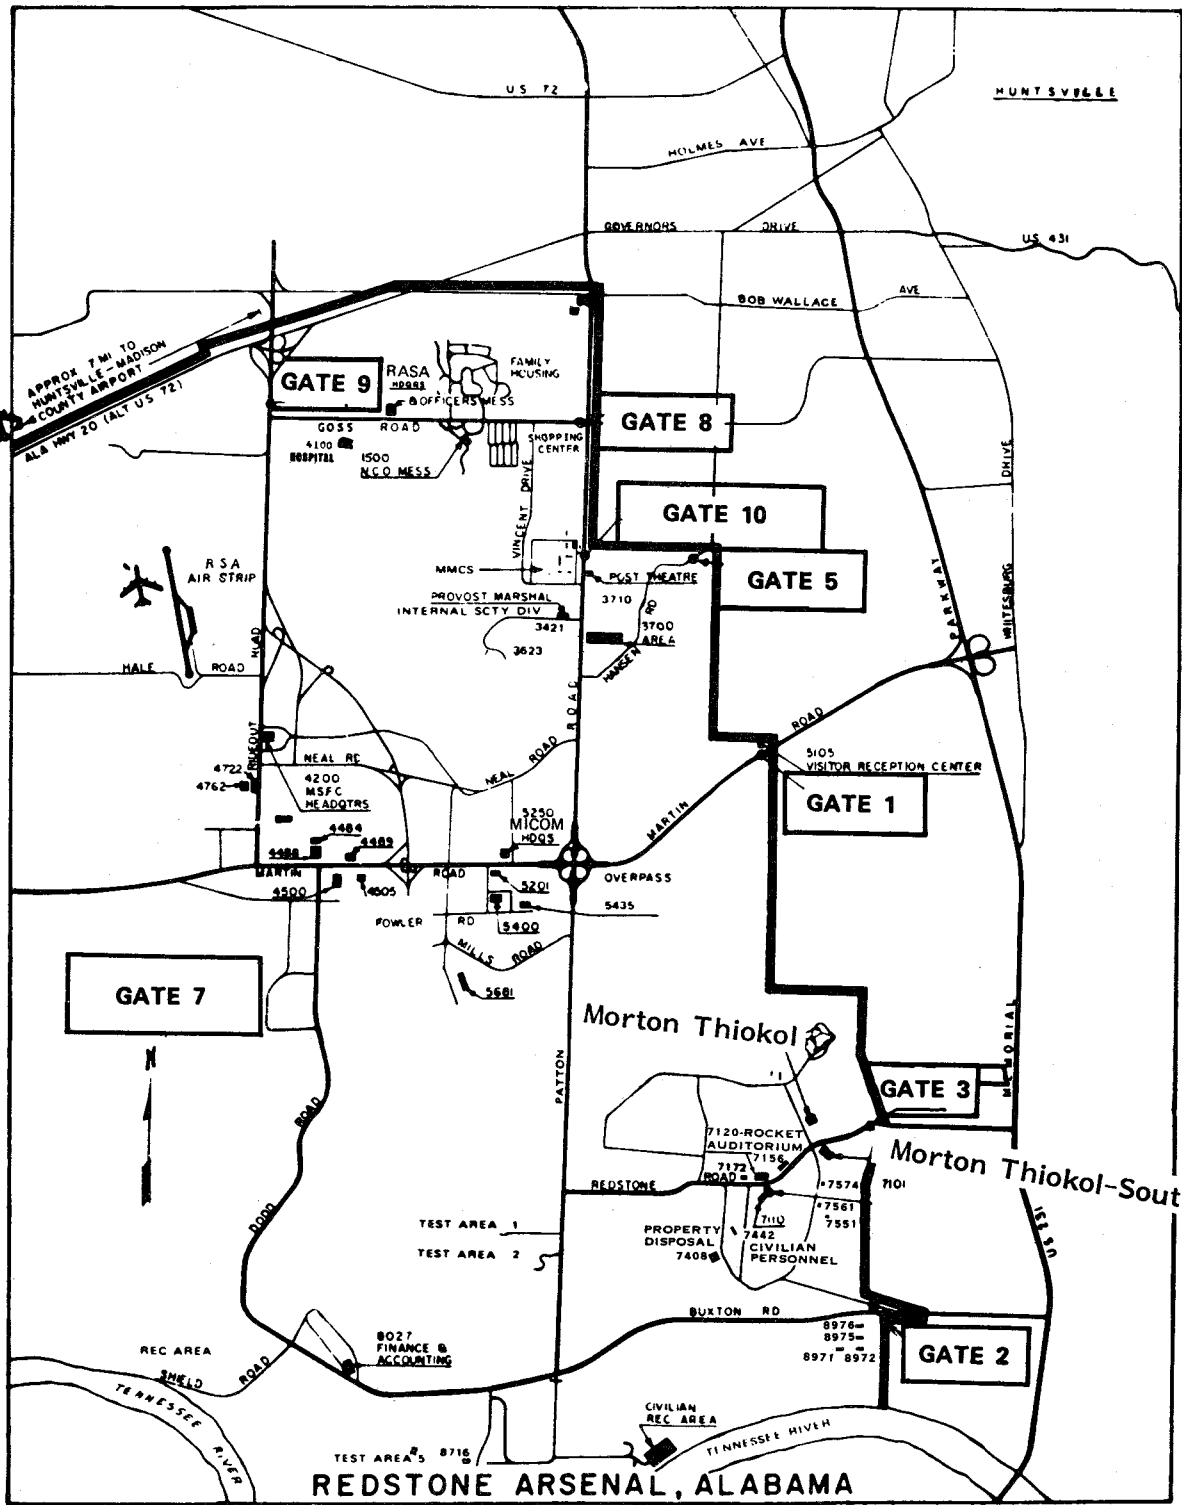 US 72
HUNTSVILLE
HOLMES AVE
GOVERNORS DRIVE
US 431
BOB WALLACE AVE
APPROX 7 MI TO
HUNTSVILLE-MADISON
COUNTY AIRPORT
ALA HWY 20 (ALT US 72)
GATE 9
RASA
HDQRS
& OFFICERS MESS
FAMILY
HOUSING
GOSS ROAD
4100
HOSPITAL
1500
N.C.O MESS
SHOPPING
CENTER
GATE 8
VINCENT DRIVE
GATE 10
DRIVE
WHITESBURG
PARKWAY
RSA
AIR STRIP
MMCS
POST THEATRE
GATE 5
PROVOST MARSHAL
INTERNAL SCTY DIV
3421
3623
3710
3700
AREA
HANSEN RD
HALE ROAD
RIDEOUT ROAD
ROAD
NEAL RD
NEAL ROAD
4722
4762
4200
MSFC
HEADQTRS
MARTIN ROAD
5105
VISITOR RECEPTION CENTER
GATE 1
5250
MICOM
HDQS
4484
4488
4489
MARTIN ROAD
OVERPASS
4500
4505
5201
5435
5400
FOWLER RD
MILLS ROAD
5681
GATE 7
N
Morton Thiokol
MEMORIAL
PATTON
GATE 3
7120-ROCKET
AUDITORIUM
7156
7172
REDSTONE ROAD
Morton Thiokol-Sout
7574
7101
7561
7551
7110
7442
CIVILIAN
PERSONNEL
PROPERTY
DISPOSAL
7408
US 231
DODD ROAD
TEST AREA 1
TEST AREA 2
BUXTON RD
8976
8975
8971 8972
GATE 2
8027
FINANCE &
ACCOUNTING
REC AREA
SHIELD ROAD
TENNESSEE RIVER
CIVILIAN
REC AREA
TENNESSEE RIVER
TEST AREA 5 8716
REDSTONE ARSENAL, ALABAMA